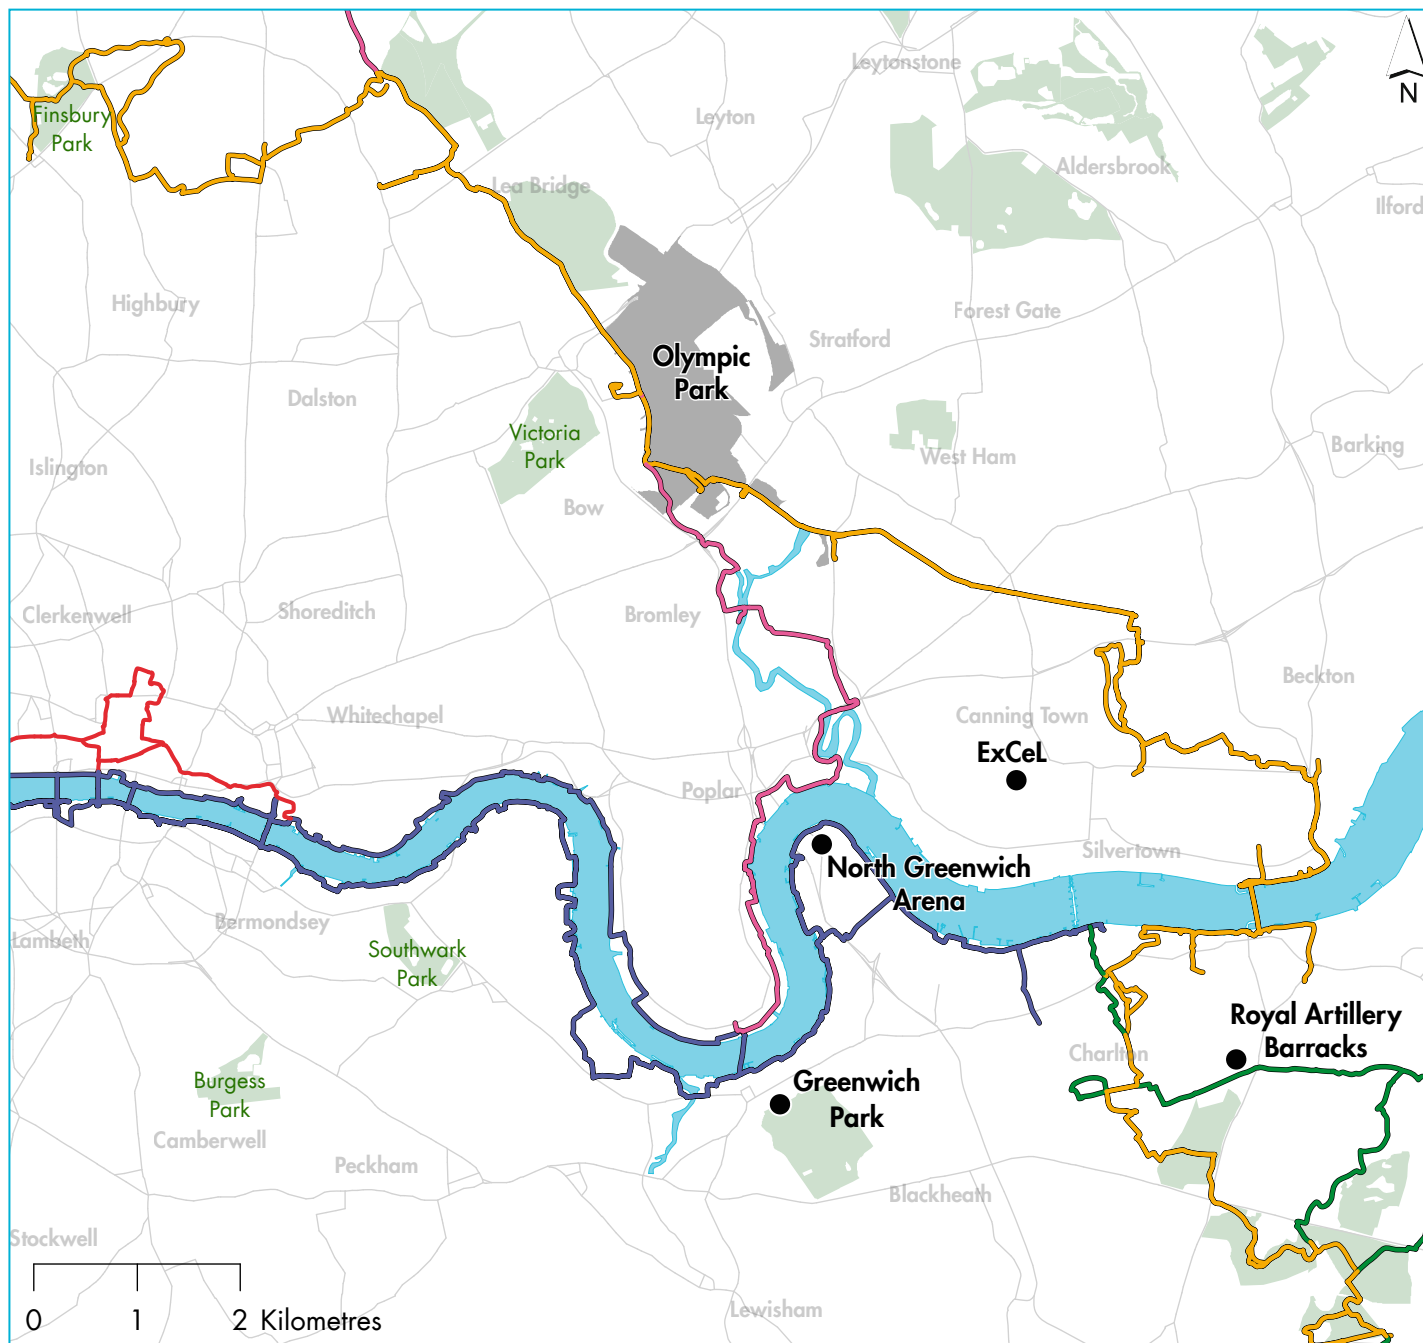 Leytonstone
N
Finsbury
Park
Leyton
Aldersbrook
Lea Bridge
Ilford
Highbury
Forest Gate
Stratford
Olympic
Park
Dalston
Victoria
Park
Barking
West Ham
Islington
Bow
Clerkenwell
Shoreditch
Bromley
Beckton
Whitechapel
Canning Town
ExCeL
Poplar
Silvertown
North Greenwich
Arena
Bermondsey
Lambeth
Southwark
Park
Royal Artillery
Barracks
Charlton
Burgess
Park
Greenwich
Park
Camberwell
Peckham
Blackheath
Stockwell
Lewisham
0 1 2 Kilometres